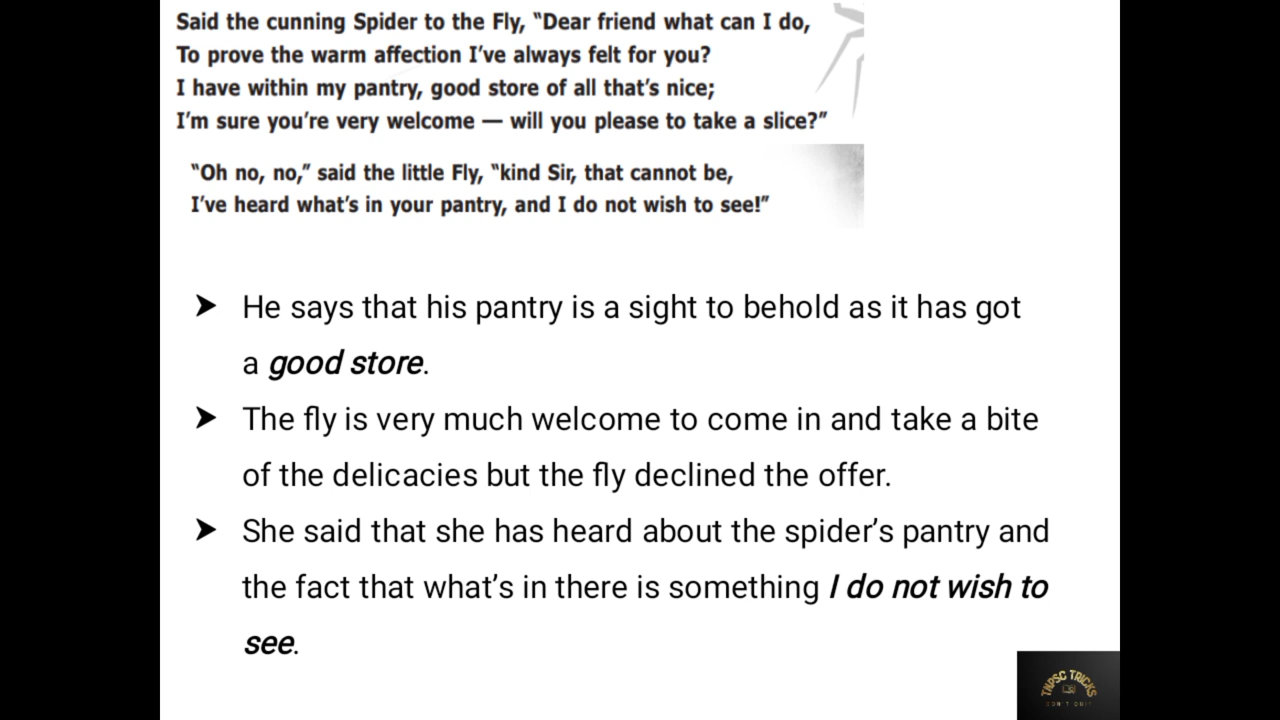 Said the cunning Spider to the Fly, “Dear friend what can I do,
To prove the warm affection I’ve always felt for you?
I have within my pantry, good store of all that’s nice;
I’m sure you’re very welcome — will you please to take a slice?”
“Oh no, no,” said the little Fly, “kind Sir, that cannot be,
I’ve heard what’s in your pantry, and I do not wish to see!”
➤ He says that his pantry is a sight to behold as it has got
a good store.
➤ The fly is very much welcome to come in and take a bite
of the delicacies but the fly declined the offer.
➤ She said that she has heard about the spider’s pantry and
the fact that what’s in there is something I do not wish to
see.
TNPSC TRICKS
DON'T QUIT